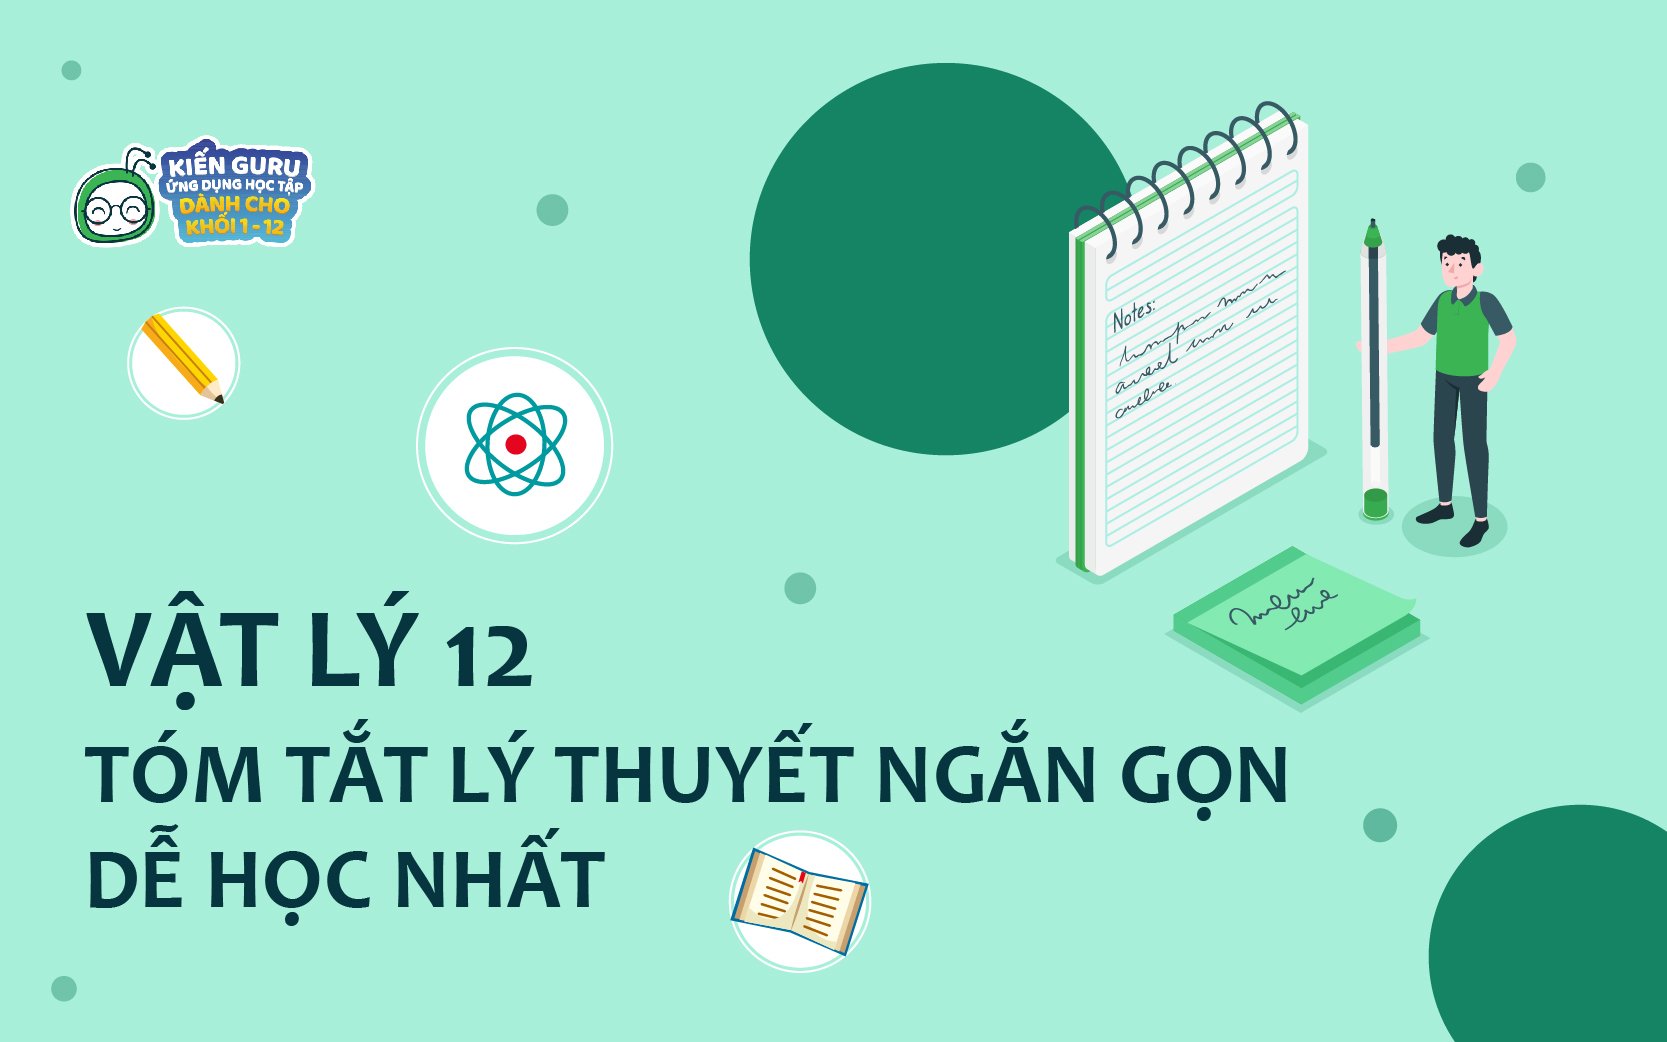 KIẾN GURU
ỨNG DỤNG HỌC TẬP
DÀNH CHO
KHỐI 1 - 12
Notes:
VẬT LÝ 12
TÓM TẮT LÝ THUYẾT NGẮN GỌN
DỄ HỌC NHẤT